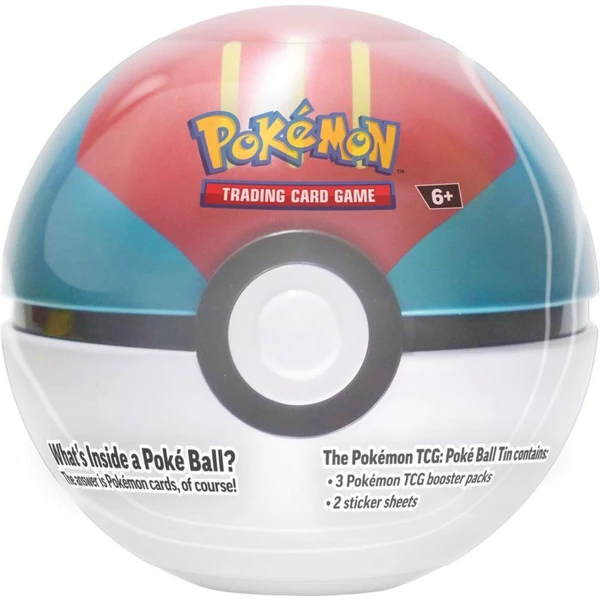 POKéMON™
TRADING CARD GAME
6+
What's Inside a Poké Ball?
The answer is Pokémon cards, of course!
The Pokémon TCG: Poké Ball Tin contains:
• 3 Pokémon TCG booster packs
• 2 sticker sheets